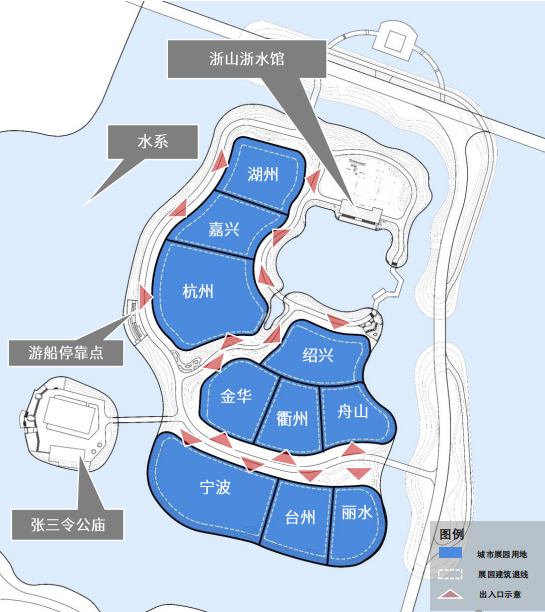 浙山浙水馆
水系
湖州
嘉兴
杭州
游船停靠点
绍兴
金华
衢州
舟山
宁波
台州
丽水
张三令公庙
图例
城市展园用地
展园建筑退线
出入口示意